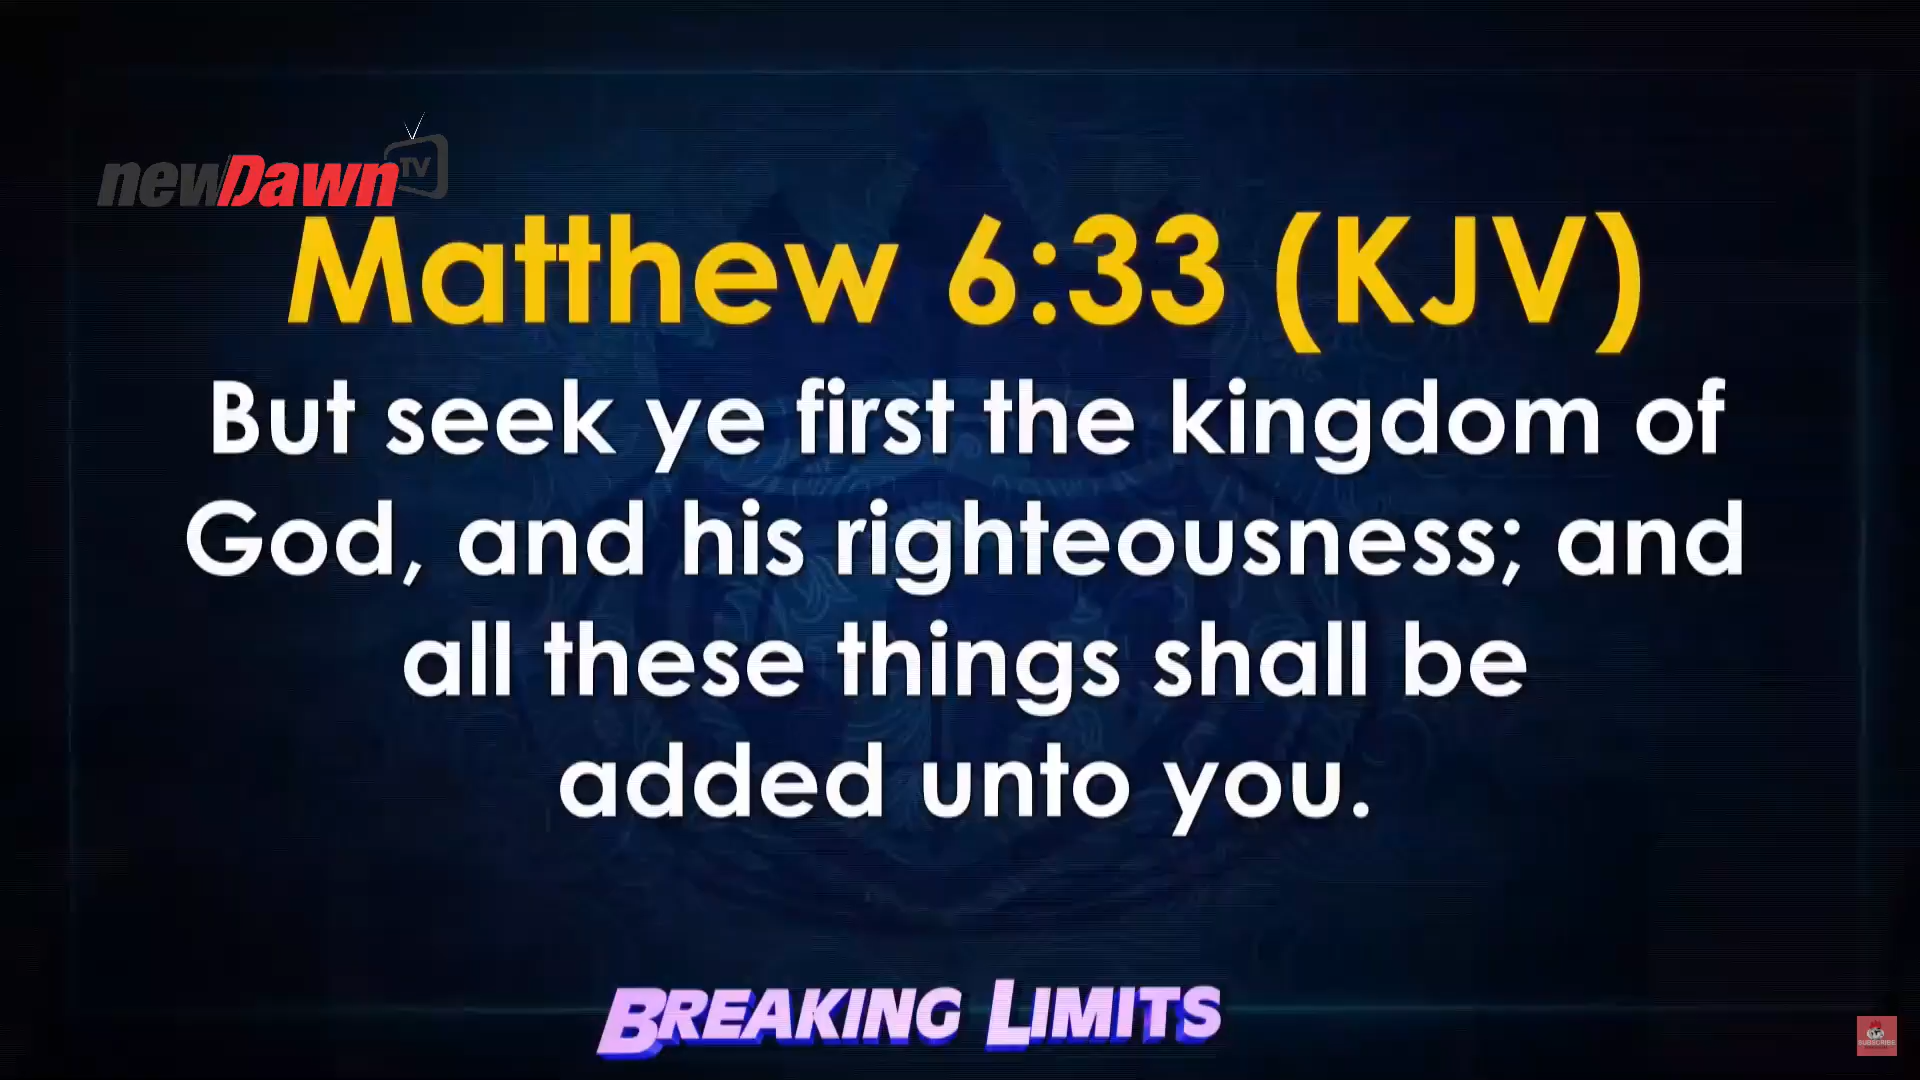 newDawn TV
Matthew 6:33 (KJV)
But seek ye first the kingdom of
God, and his righteousness; and
all these things shall be
added unto you.
BREAKING LIMITS
SUBSCRIBE